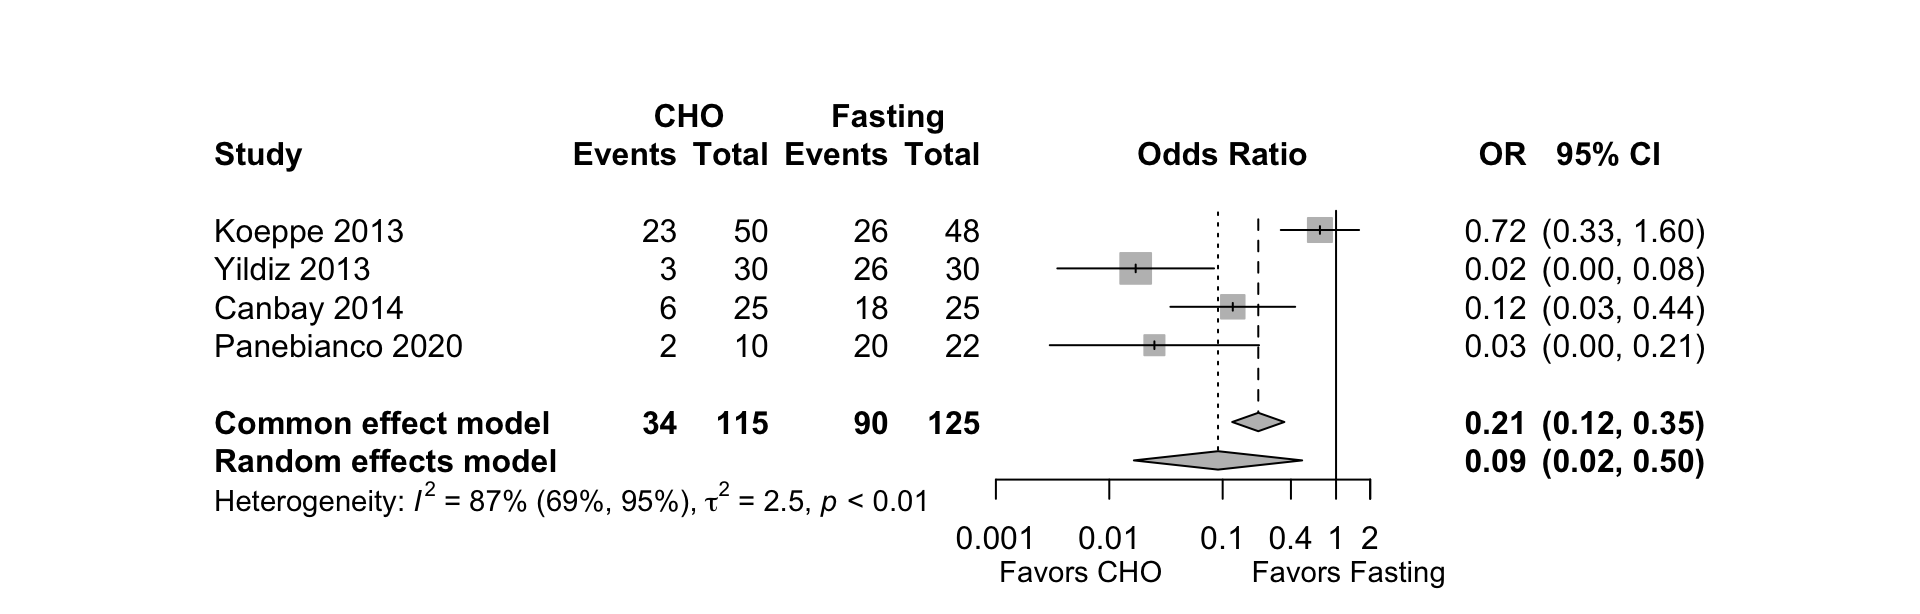 CHO Fasting
Study Events Total Events Total Odds Ratio OR 95% CI
Koeppe 2013 23 50 26 48 0.72 (0.33, 1.60)
Yildiz 2013 3 30 26 30 0.02 (0.00, 0.08)
Canbay 2014 6 25 18 25 0.12 (0.03, 0.44)
Panebianco 2020 2 10 20 22 0.03 (0.00, 0.21)
Common effect model 34 115 90 125 0.21 (0.12, 0.35)
Random effects model 0.09 (0.02, 0.50)
Heterogeneity: I² = 87% (69%, 95%), τ² = 2.5, p < 0.01
0.001 0.01 0.1 0.4 1 2
Favors CHO Favors Fasting